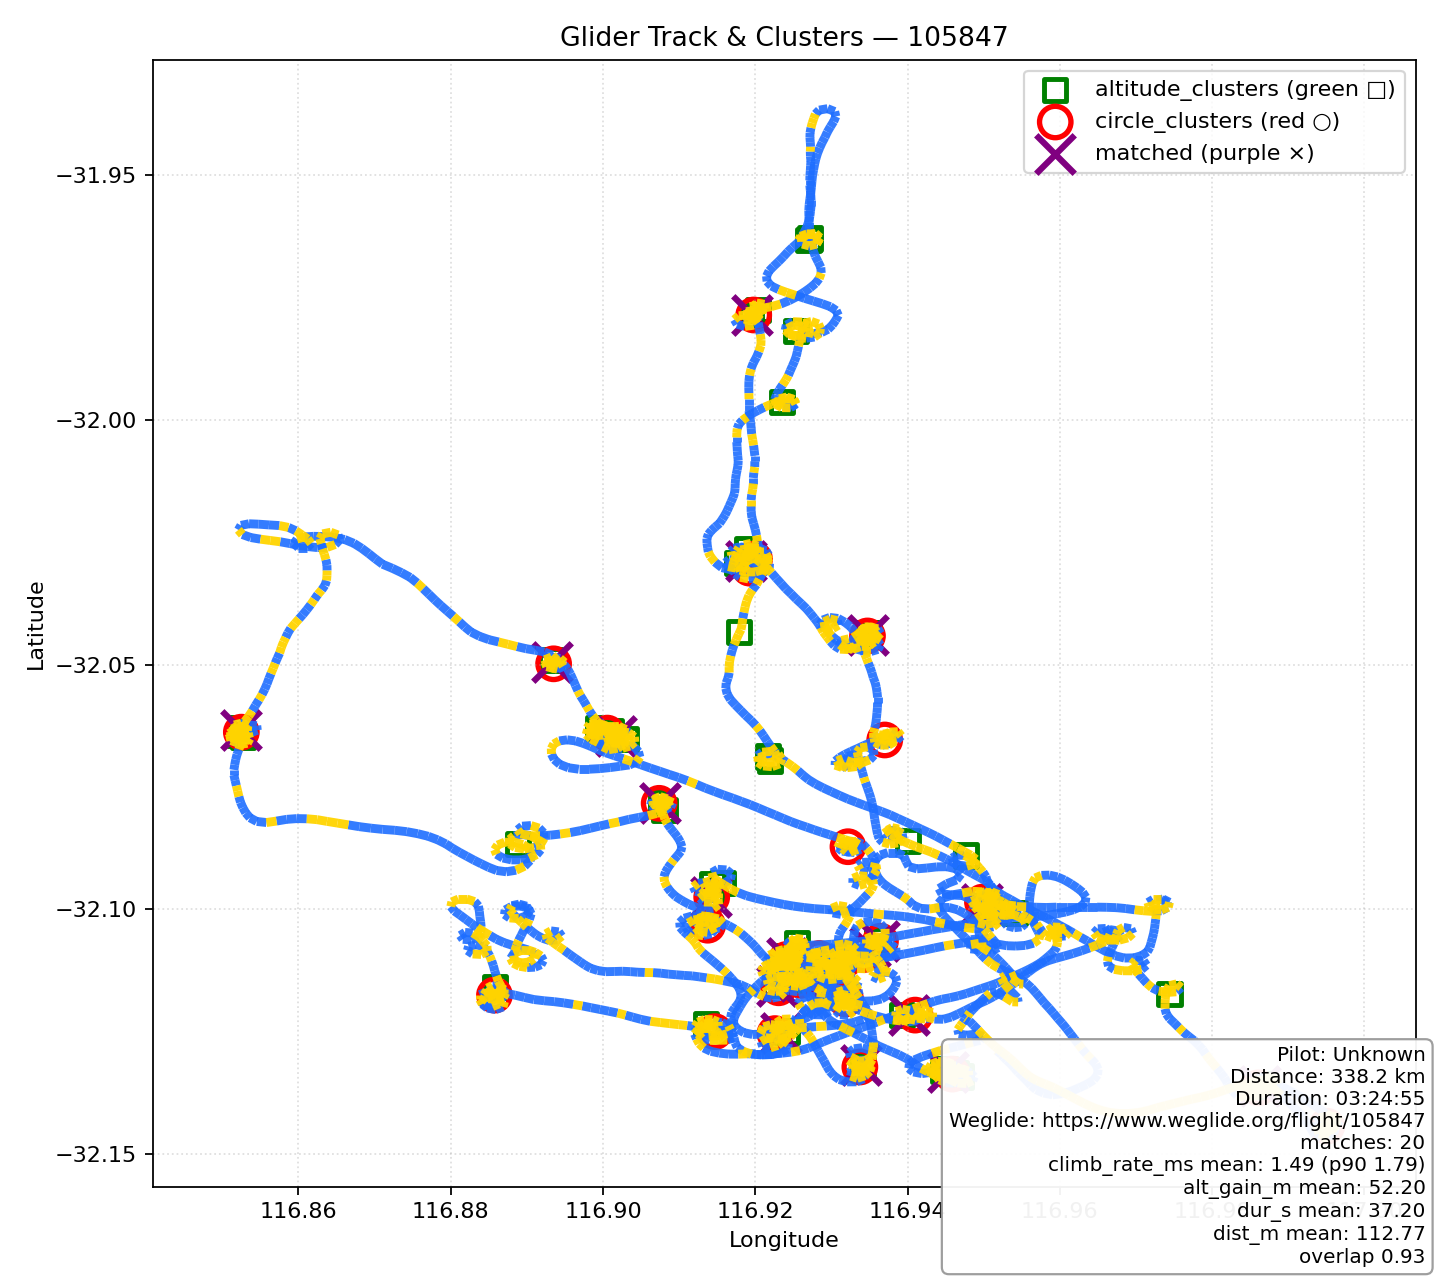 Glider Track & Clusters — 105847
altitude_clusters (green □)
circle_clusters (red ○)
matched (purple ×)
−31.95
−32.00
−32.05
−32.10
−32.15
Latitude
116.86 116.88 116.90 116.92 116.94 116.96
Longitude
Pilot: Unknown
Distance: 338.2 km
Duration: 03:24:55
Weglide: https://www.weglide.org/flight/105847
matches: 20
climb_rate_ms mean: 1.49 (p90 1.79)
alt_gain_m mean: 52.20
dur_s mean: 37.20
dist_m mean: 112.77
overlap 0.93